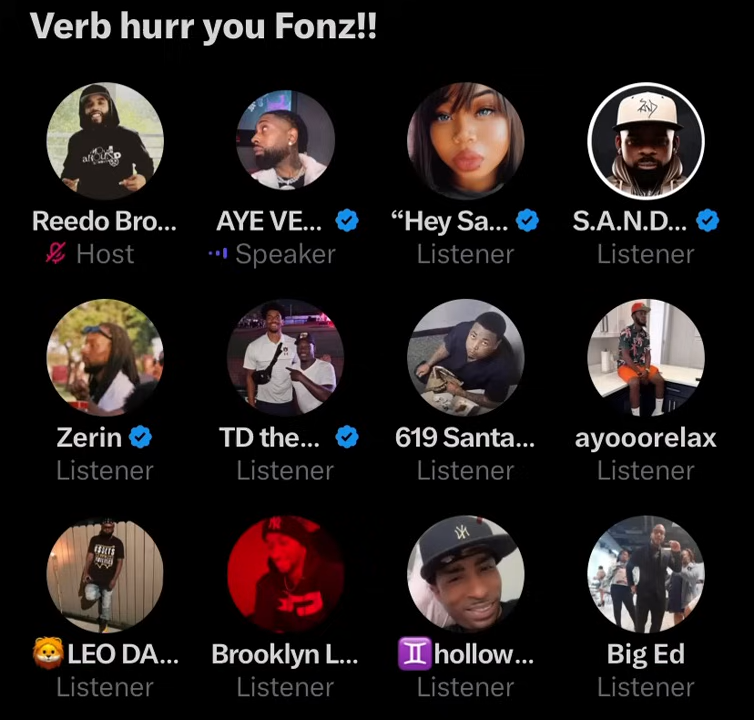 Verb hurr you Fonz!!
Reedo Bro... AYE VE... “Hey Sa... S.A.N.D...
Host Speaker Listener Listener
Zerin TD the... 619 Santa... ayooorelax
Listener Listener Listener Listener
🦁LEO DA... Brooklyn L... ♊hollow... Big Ed
Listener Listener Listener Listener